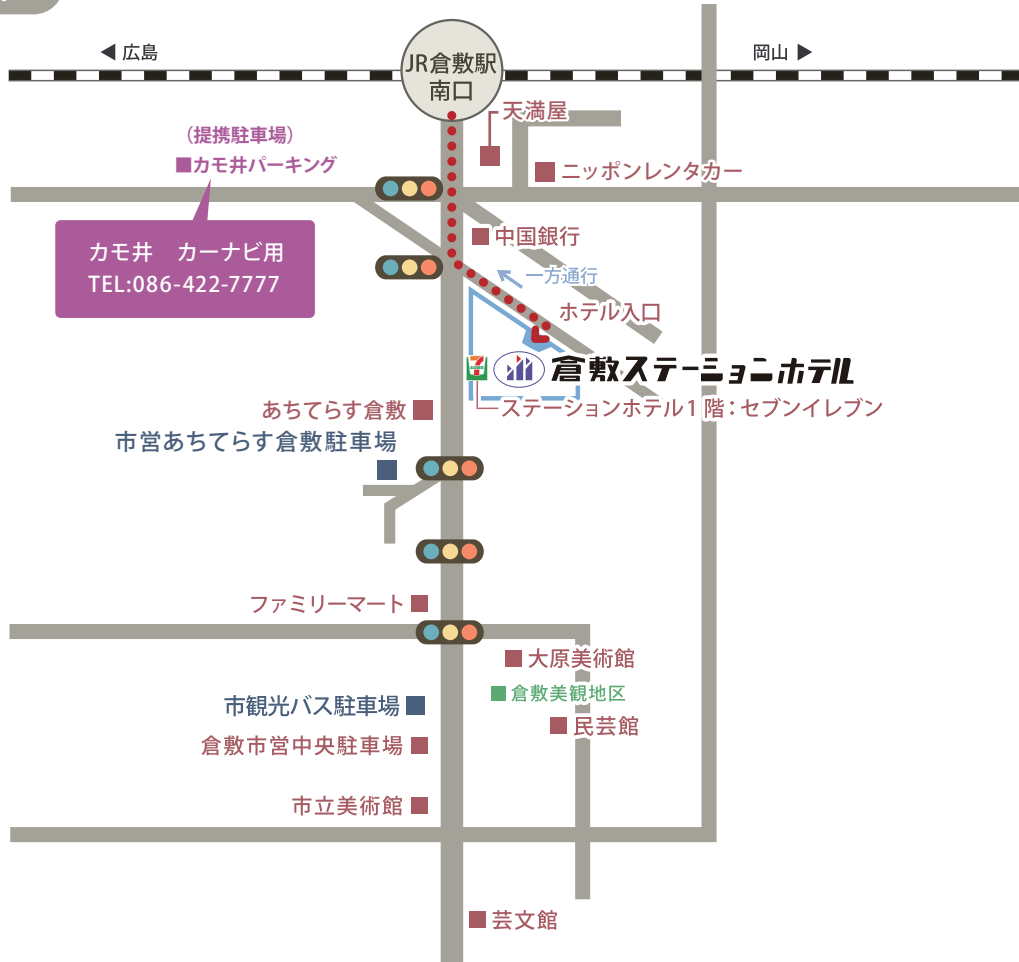 ◀ 広島
JR倉敷駅
南口
岡山 ▶
天満屋
(提携駐車場)
■カモ井パーキング
ニッポンレンタカー
カモ井　カーナビ用
TEL:086-422-7777
中国銀行
一方通行
ホテル入口
7
ELEVEN
倉敷ステーションホテル
ステーションホテル1階：セブンイレブン
あちてらす倉敷
市営あちてらす倉敷駐車場
ファミリーマート
大原美術館
倉敷美観地区
市観光バス駐車場
民芸館
倉敷市営中央駐車場
市立美術館
芸文館